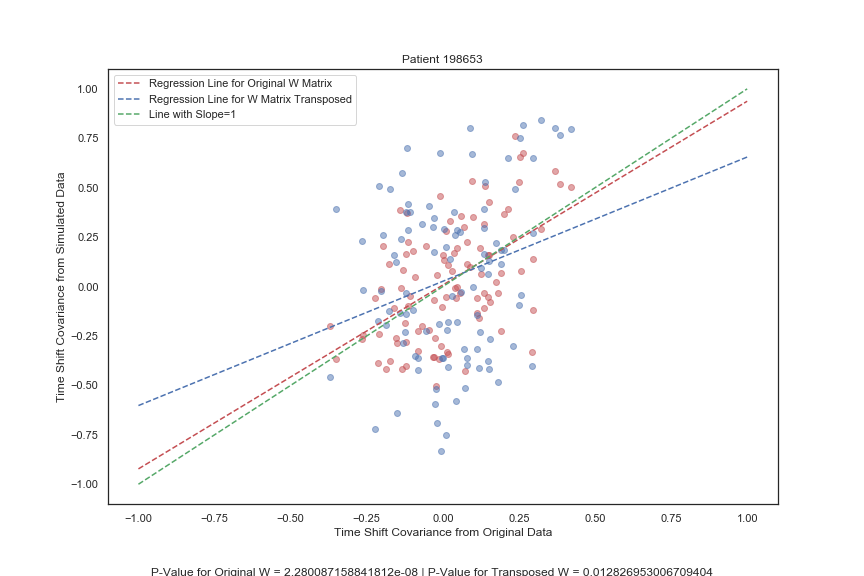 Patient 198653
Regression Line for Original W Matrix
Regression Line for W Matrix Transposed
Line with Slope=1
1.00
0.75
0.50
0.25
0.00
−0.25
−0.50
−0.75
−1.00
Time Shift Covariance from Simulated Data
−1.00 −0.75 −0.50 −0.25 0.00 0.25 0.50 0.75 1.00
Time Shift Covariance from Original Data
P-Value for Original W = 2.280087158841812e-08 | P-Value for Transposed W = 0.012826953006709404